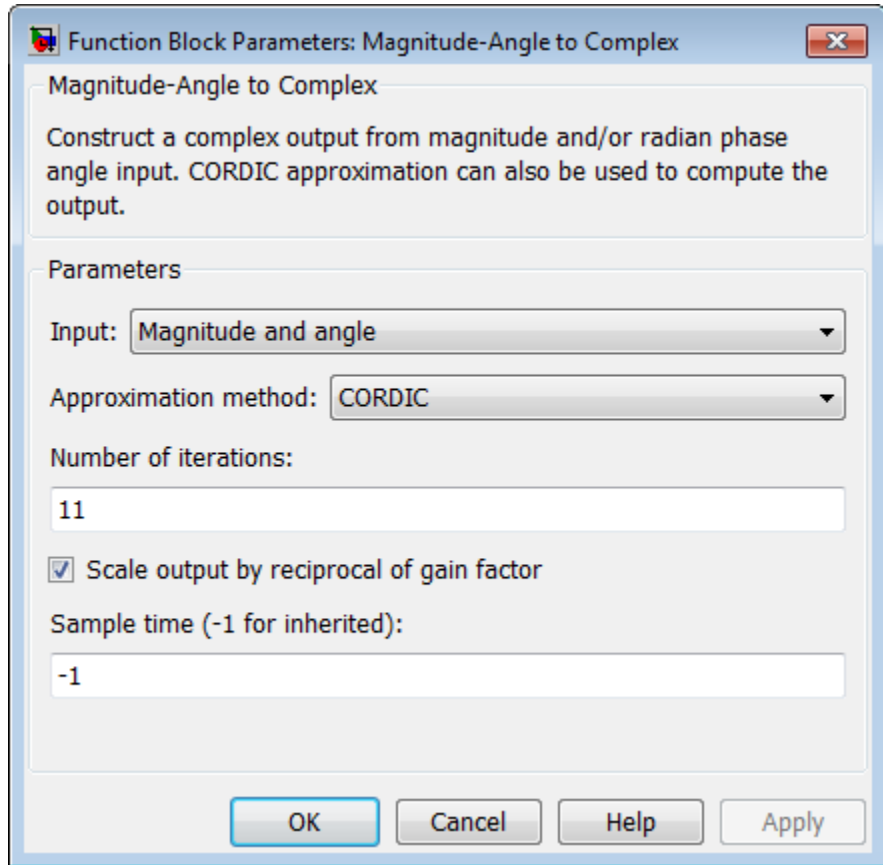 Function Block Parameters: Magnitude-Angle to Complex
Magnitude-Angle to Complex
Construct a complex output from magnitude and/or radian phase
angle input. CORDIC approximation can also be used to compute the
output.
Parameters
Input: Magnitude and angle
Approximation method: CORDIC
Number of iterations:
11
Scale output by reciprocal of gain factor
Sample time (-1 for inherited):
-1
OK Cancel Help Apply